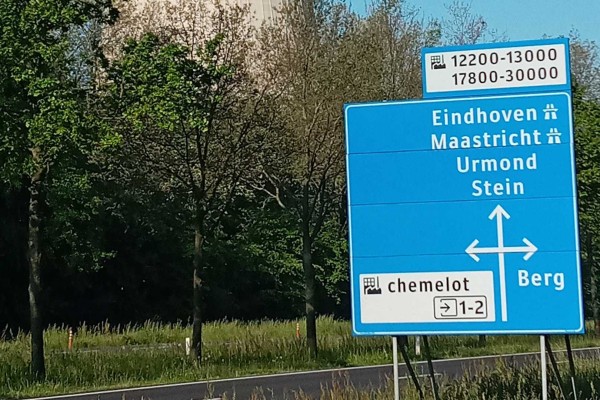 12200-13000
17800-30000
Eindhoven
Maastricht
Urmond
Stein
Berg
chemelot
1-2